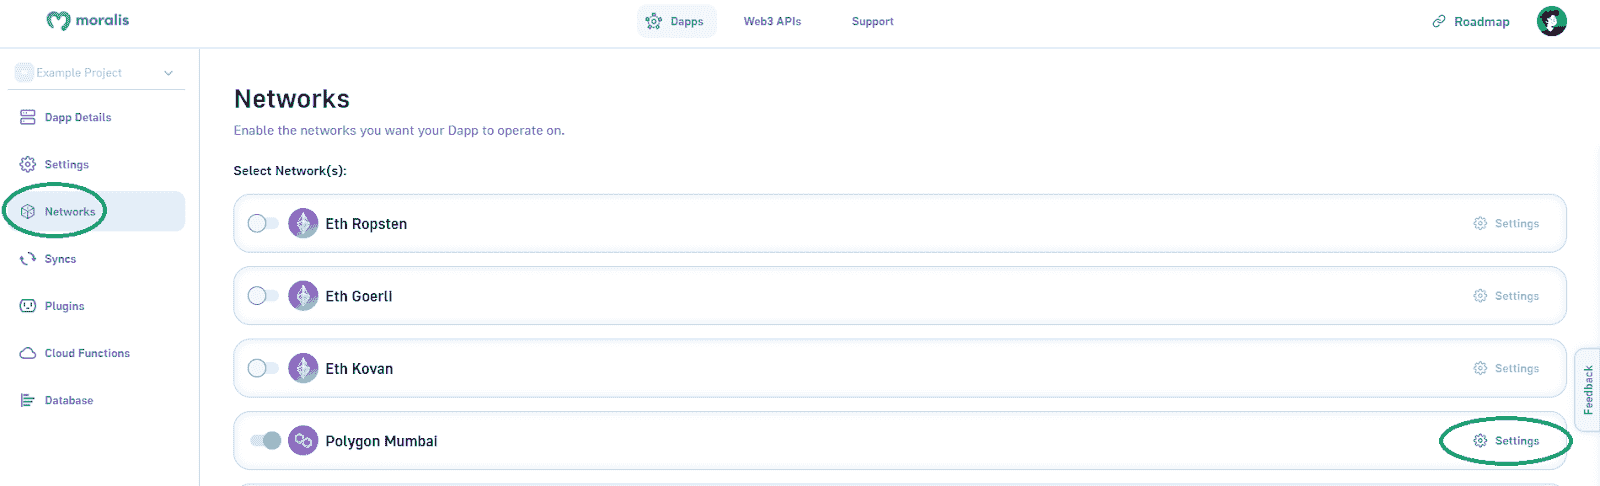 moralis
Dapps
Web3 APIs
Support
Roadmap
Example Project
Dapp Details
Settings
Networks
Syncs
Plugins
Cloud Functions
Database
Networks
Enable the networks you want your Dapp to operate on.
Select Network(s):
Eth Ropsten
Settings
Eth Goerli
Settings
Eth Kovan
Settings
Polygon Mumbai
Settings
Feedback